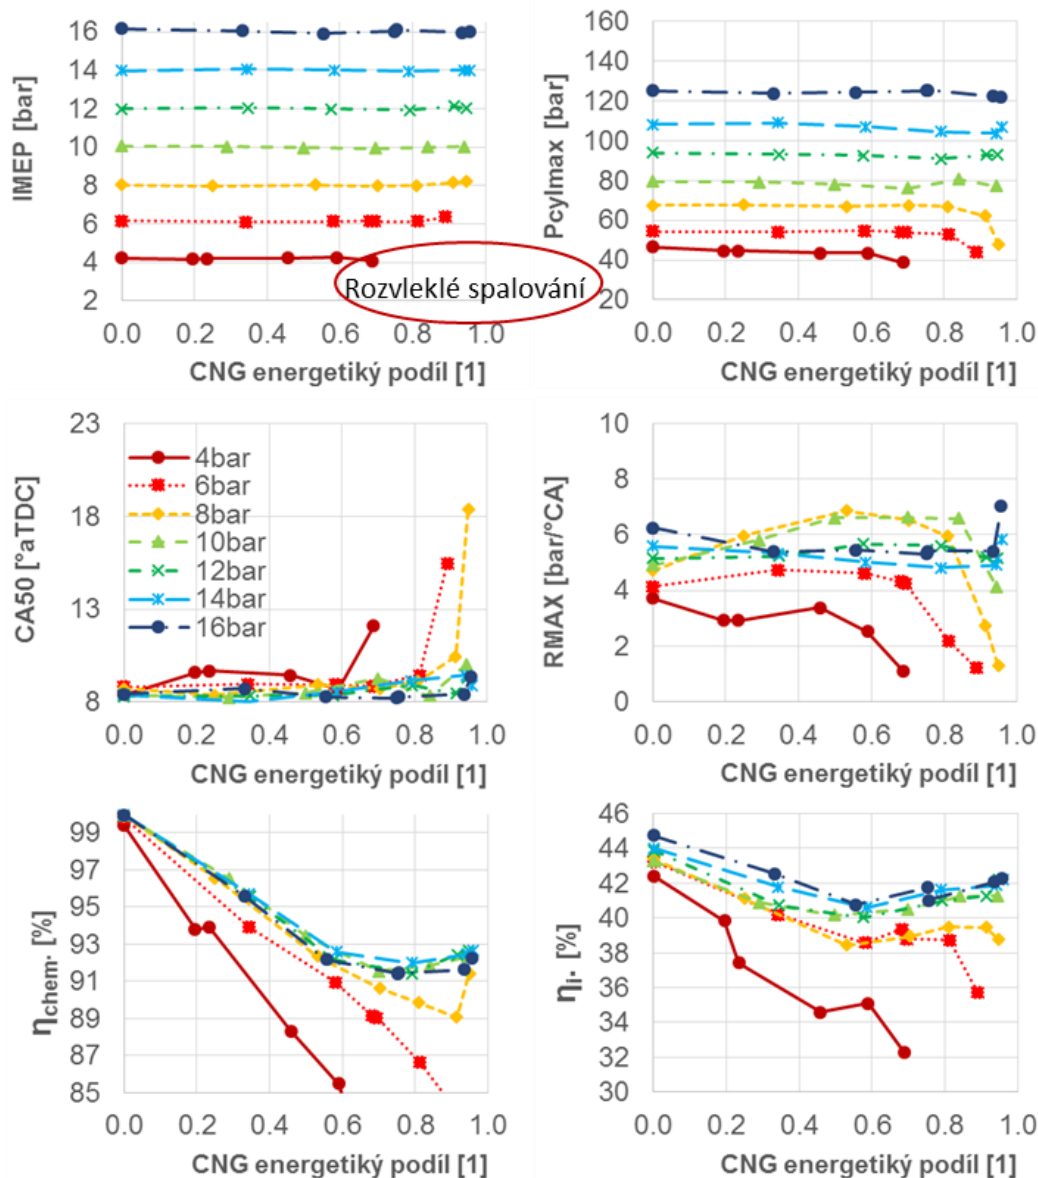 IMEP [bar]
16
14
12
10
8
6
4
2
0.0 0.2 0.4 0.6 0.8 1.0
CNG energetiký podíl [1]
Rozvleklé spalování
Pcylmax [bar]
160
140
120
100
80
60
40
20
0.0 0.2 0.4 0.6 0.8 1.0
CNG energetiký podíl [1]
CA50 [°aTDC]
23
18
13
8
4bar
6bar
8bar
10bar
12bar
14bar
16bar
0.0 0.2 0.4 0.6 0.8 1.0
CNG energetiký podíl [1]
RMAX [bar/°CA]
10
8
6
4
2
0
0.0 0.2 0.4 0.6 0.8 1.0
CNG energetiký podíl [1]
ηchem· [%]
99
97
95
93
91
89
87
85
0.0 0.2 0.4 0.6 0.8 1.0
CNG energetiký podíl [1]
ηi· [%]
46
44
42
40
38
36
34
32
30
0.0 0.2 0.4 0.6 0.8 1.0
CNG energetiký podíl [1]